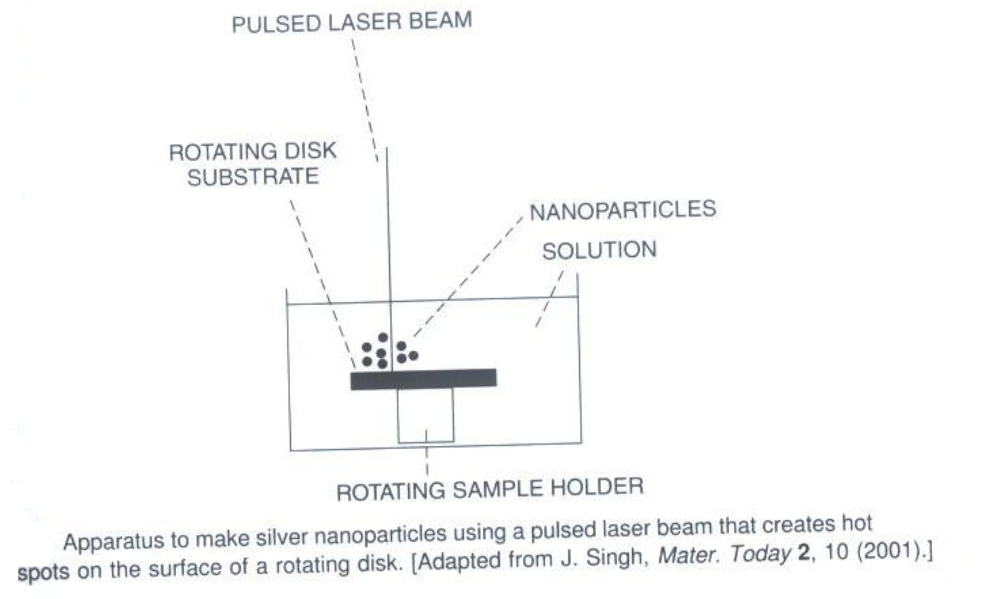 PULSED LASER BEAM
ROTATING DISK
SUBSTRATE
NANOPARTICLES
SOLUTION
ROTATING SAMPLE HOLDER
Apparatus to make silver nanoparticles using a pulsed laser beam that creates hot
spots on the surface of a rotating disk. [Adapted from J. Singh, Mater. Today 2, 10 (2001).]